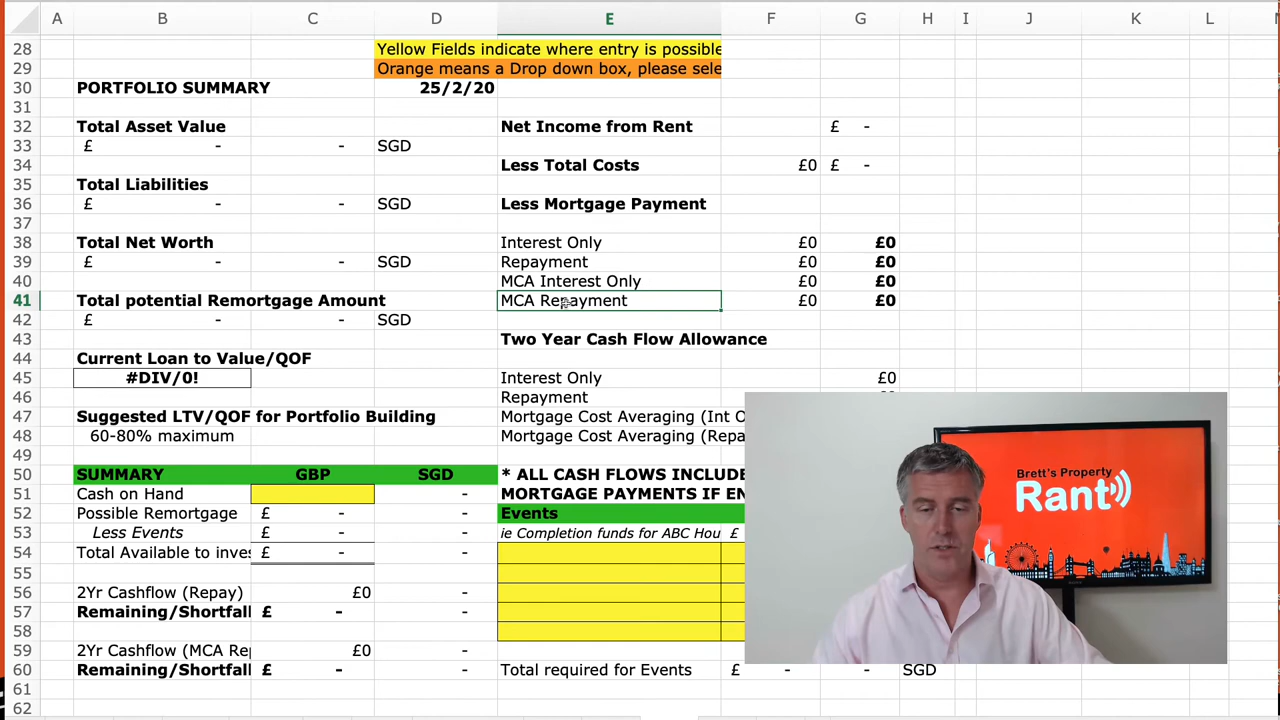 A B C D E F G H I J K L
28 Yellow Fields indicate where entry is possible
29 Orange means a Drop down box, please sele
30 PORTFOLIO SUMMARY 25/2/20
31
32 Total Asset Value Net Income from Rent £ -
33 £ - - SGD
34 Less Total Costs £0 £ -
35 Total Liabilities
36 £ - - SGD Less Mortgage Payment
37
38 Total Net Worth Interest Only £0 £0
39 £ - - SGD Repayment £0 £0
40 MCA Interest Only £0 £0
41 Total potential Remortgage Amount MCA Repayment £0 £0
42 £ - - SGD
43 Two Year Cash Flow Allowance
44 Current Loan to Value/QOF
45 #DIV/0! Interest Only £0
46 Repayment
47 Suggested LTV/QOF for Portfolio Building Mortgage Cost Averaging (Int O
48 60-80% maximum Mortgage Cost Averaging (Repa
49
50 SUMMARY GBP SGD * ALL CASH FLOWS INCLUDE
51 Cash on Hand - MORTGAGE PAYMENTS IF EN
52 Possible Remortgage £ - - Events
53 Less Events £ - - ie Completion funds for ABC Hou £
54 Total Available to inves £ - -
55
56 2Yr Cashflow (Repay) £0 -
57 Remaining/Shortfall £ - -
58
59 2Yr Cashflow (MCA Rep £0 -
60 Remaining/Shortfall £ - - Total required for Events £ - - SGD
61
62
Brett's Property
Rant